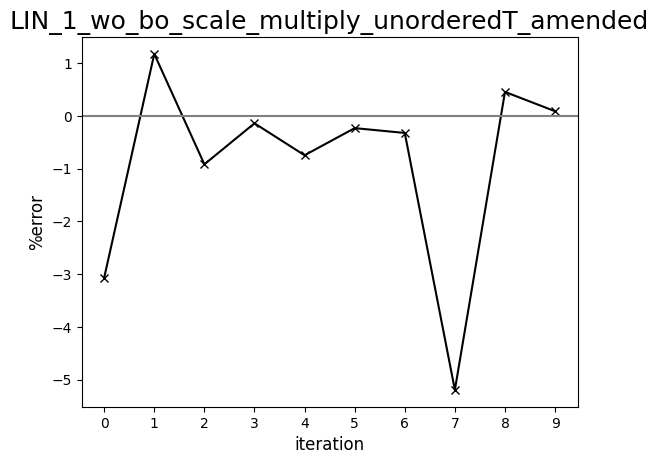 LIN_1_wo_bo_scale_multiply_unorderedT_amended
1
0
−1
−2
−3
−4
−5
%error
0 1 2 3 4 5 6 7 8 9
iteration